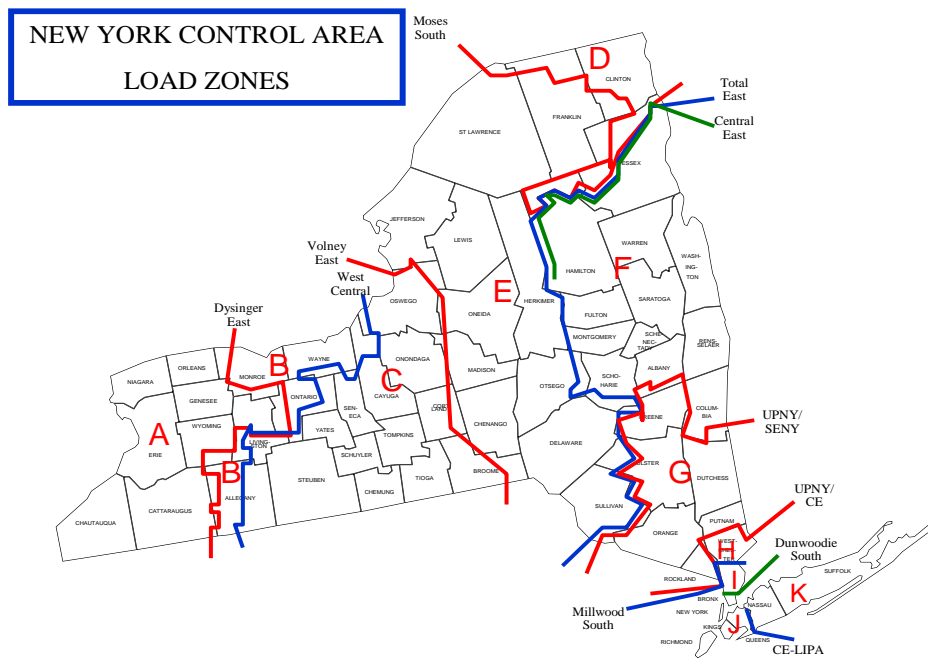 NEW YORK CONTROL AREA
LOAD ZONES
Moses
South
D
CLINTON
Total
East
FRANKLIN
Central
East
ST LAWRENCE
ESSEX
JEFFERSON
LEWIS
WARREN
WASH-
ING-
TON
Volney
East
West
Central
HAMILTON
F
E
OSWEGO
HERKIMER
SARATOGA
ONEIDA
FULTON
Dysinger
East
MONTGOMERY
SCHE-
NEC-
TADY
RENS-
SELAER
WAYNE
ONONDAGA
ORLEANS
B
MONROE
MADISON
ALBANY
NIAGARA
C
SCHO-
HARIE
OTSEGO
GENESEE
ONTARIO
CAYUGA
SEN-
ECA
CORT
LAND
COLUM-
BIA
GREENE
UPNY/
SENY
WYOMING
CHENANGO
A
YATES
TOMPKINS
LIVING-
STON
DELAWARE
ERIE
SCHUYLER
ULSTER
G
B
BROOME
STEUBEN
TIOGA
DUTCHESS
CHEMUNG
ALLEGANY
UPNY/
CE
SULLIVAN
CATTARAUGUS
CHAUTAUQUA
PUTNAM
ORANGE
WEST-
CHES-
TER
H
Dunwoodie
South
SUFFOLK
ROCKLAND
I
K
BRONX
NASSAU
Millwood
South
NEW YORK
KINGS
J
QUEENS
RICHMOND
CE-LIPA